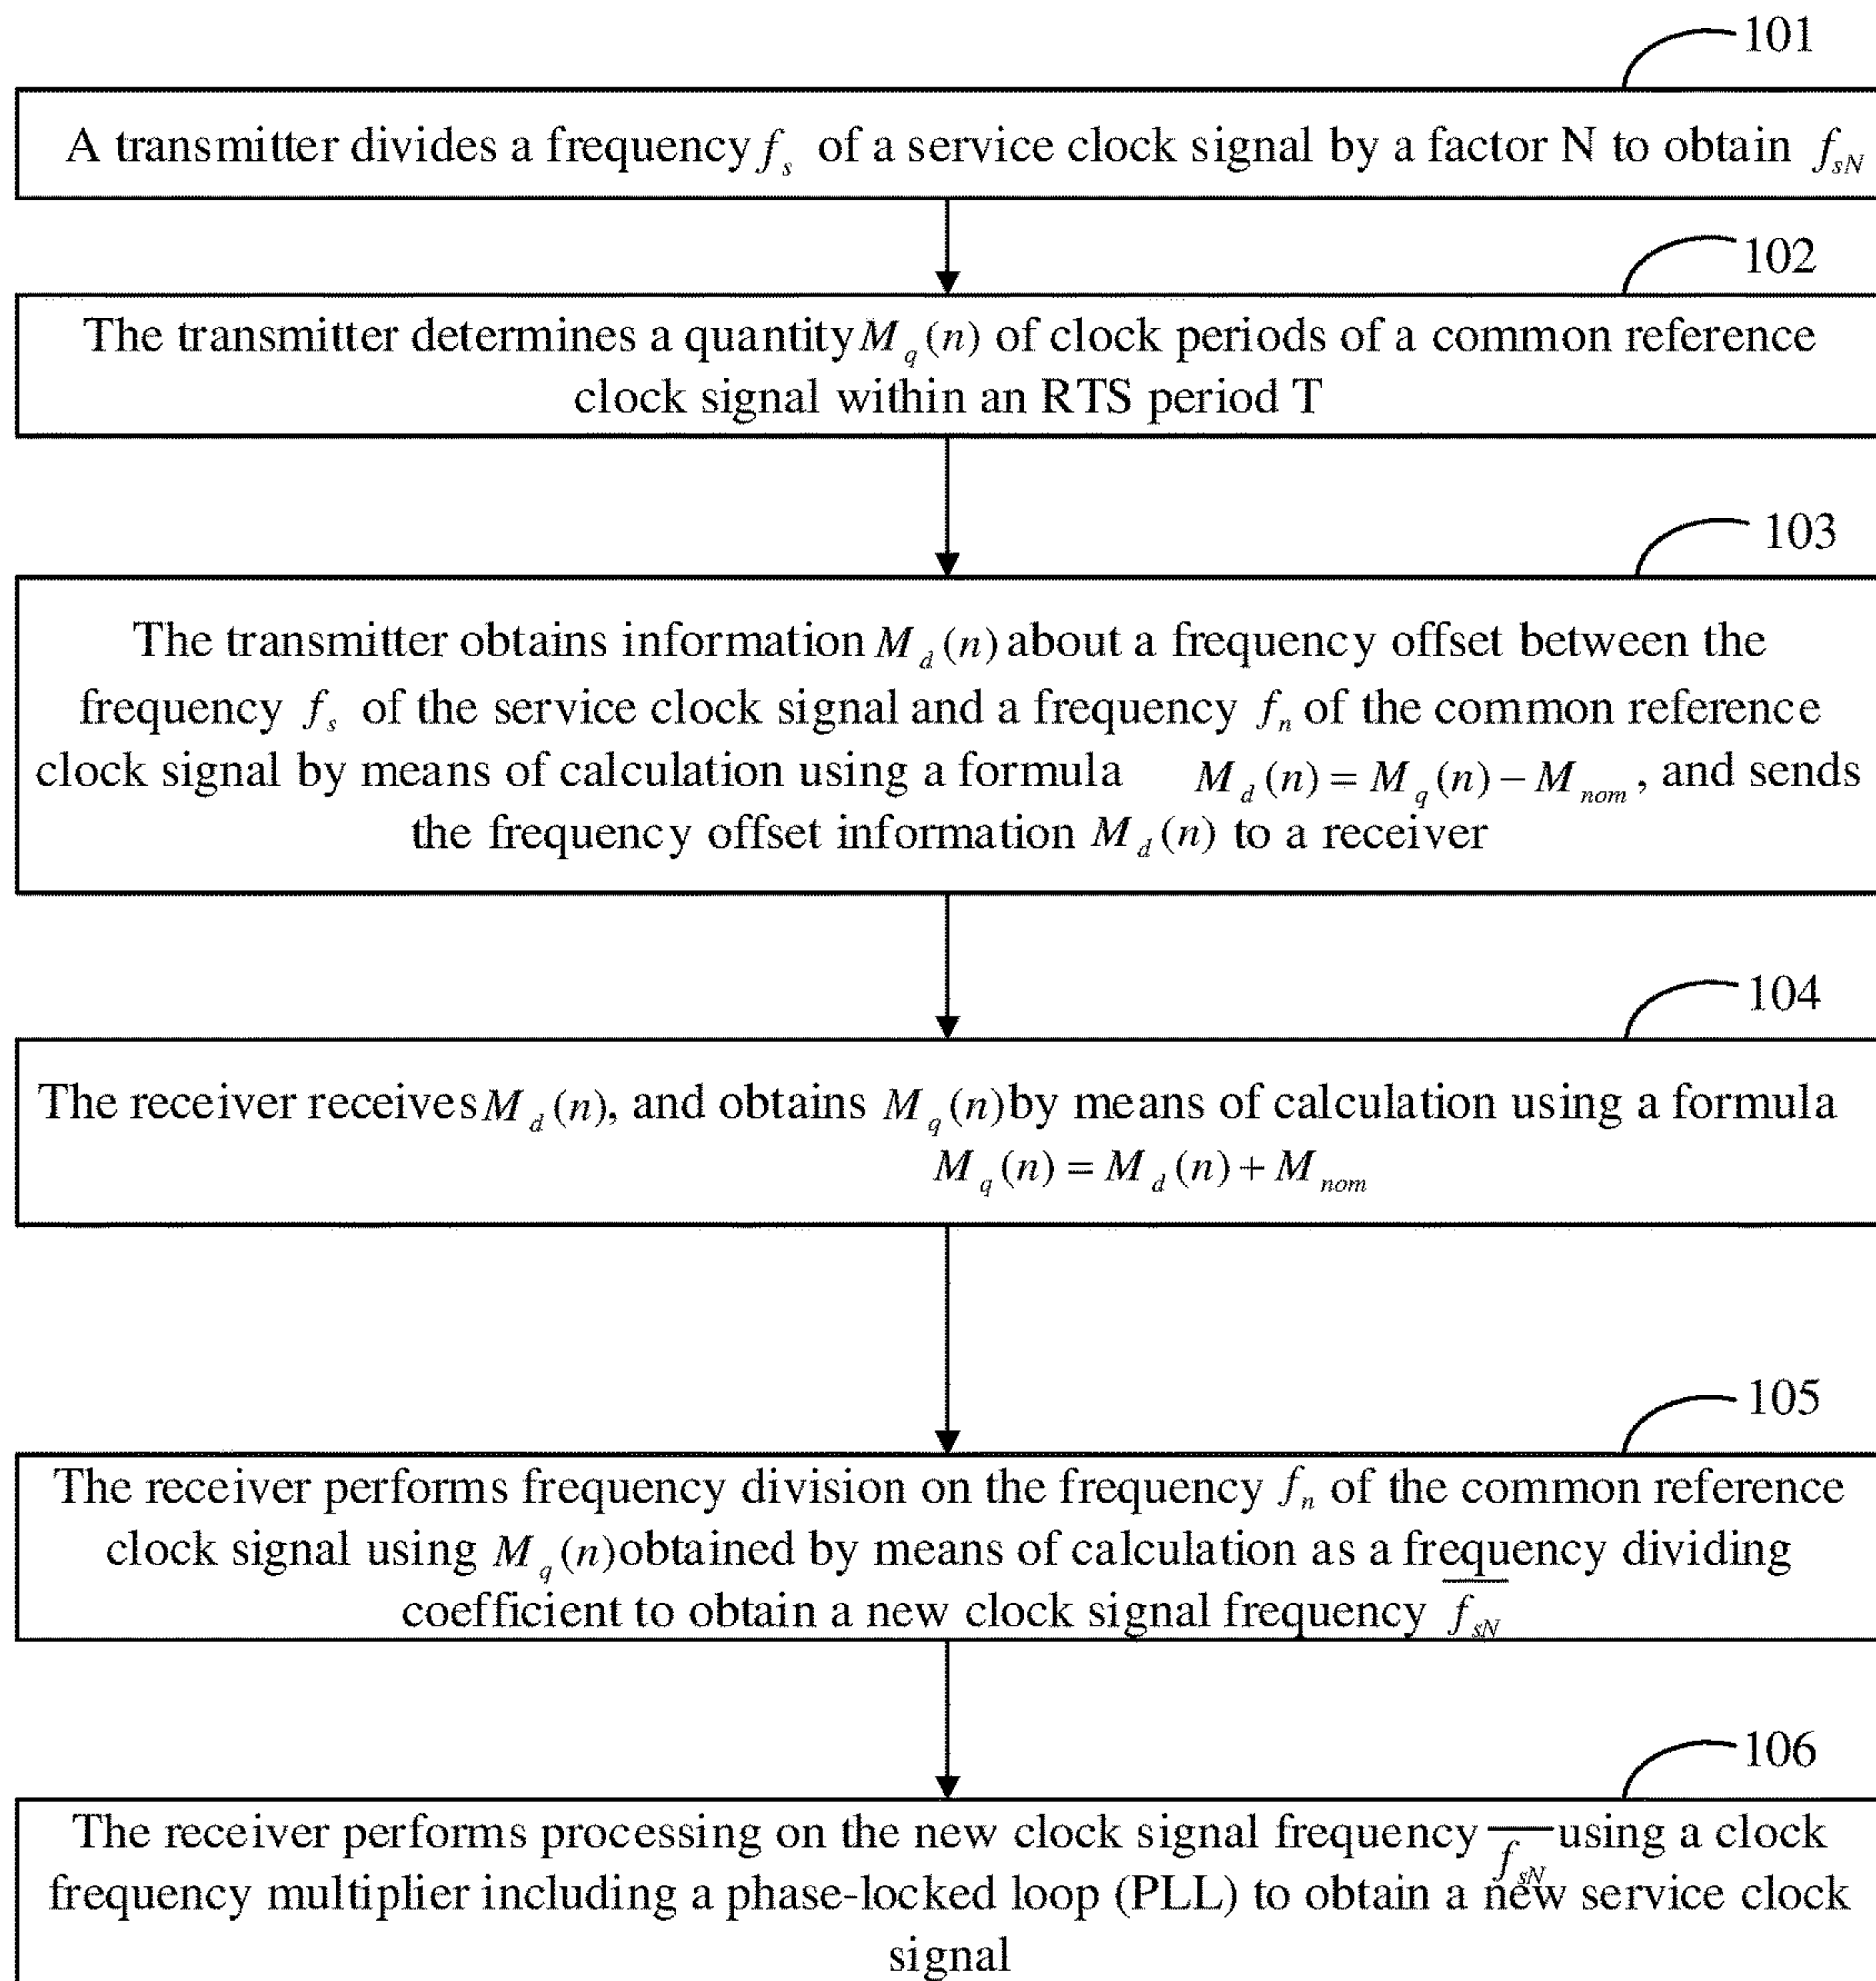 101
A transmitter divides a frequency f_s of a service clock signal by a factor N to obtain f_sN
102
The transmitter determines a quantity M_q(n) of clock periods of a common reference
clock signal within an RTS period T
103
The transmitter obtains information M_d(n) about a frequency offset between the
frequency f_s of the service clock signal and a frequency f_n of the common reference
clock signal by means of calculation using a formula M_d(n) = M_q(n) − M_nom, and sends
the frequency offset information M_d(n) to a receiver
104
The receiver receives M_d(n), and obtains M_q(n) by means of calculation using a formula
M_q(n) = M_d(n) + M_nom
105
The receiver performs frequency division on the frequency f_n of the common reference
clock signal using M_q(n) obtained by means of calculation as a frequency dividing
coefficient to obtain a new clock signal frequency \overline{f_sN}
106
The receiver performs processing on the new clock signal frequency \overline{f_sN} using a clock
frequency multiplier including a phase-locked loop (PLL) to obtain a new service clock
signal